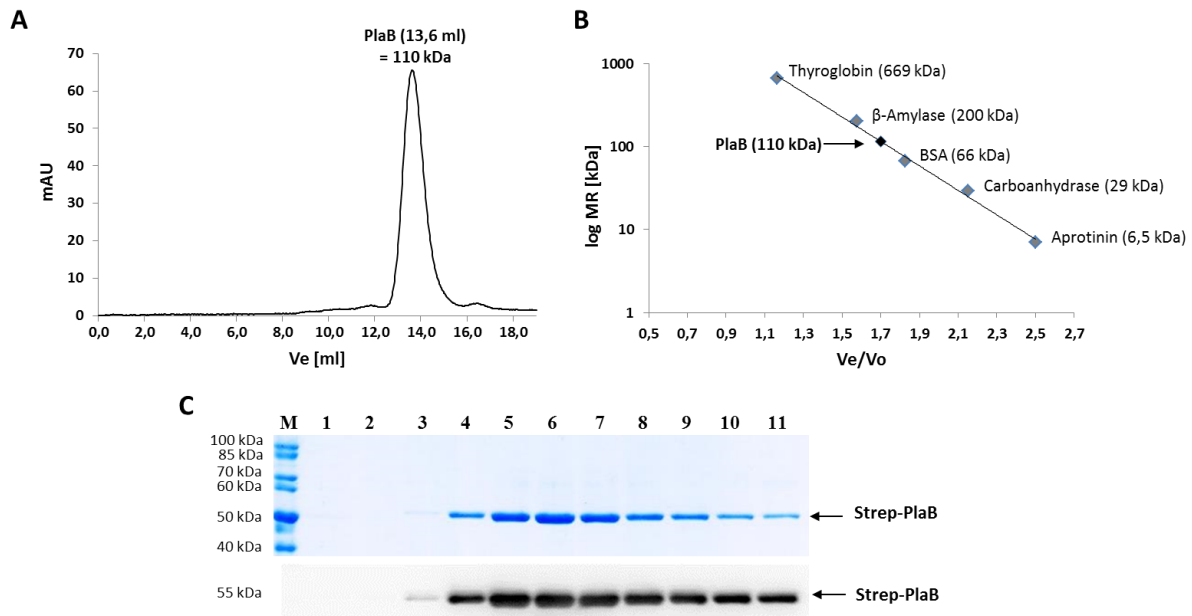 A
PlaB (13,6 ml)
= 110 kDa
70
60
50
40
30
20
10
0
mAU
0,0 2,0 4,0 6,0 8,0 10,0 12,0 14,0 16,0 18,0
Ve [ml]
B
1000
100
10
1
log MR [kDa]
Thyroglobin (669 kDa)
β-Amylase (200 kDa)
PlaB (110 kDa)
BSA (66 kDa)
Carboanhydrase (29 kDa)
Aprotinin (6,5 kDa)
0,5 0,7 0,9 1,1 1,3 1,5 1,7 1,9 2,1 2,3 2,5 2,7
Ve/Vo
C
M 1 2 3 4 5 6 7 8 9 10 11
100 kDa
85 kDa
70 kDa
60 kDa
50 kDa
40 kDa
Strep-PlaB
55 kDa
Strep-PlaB